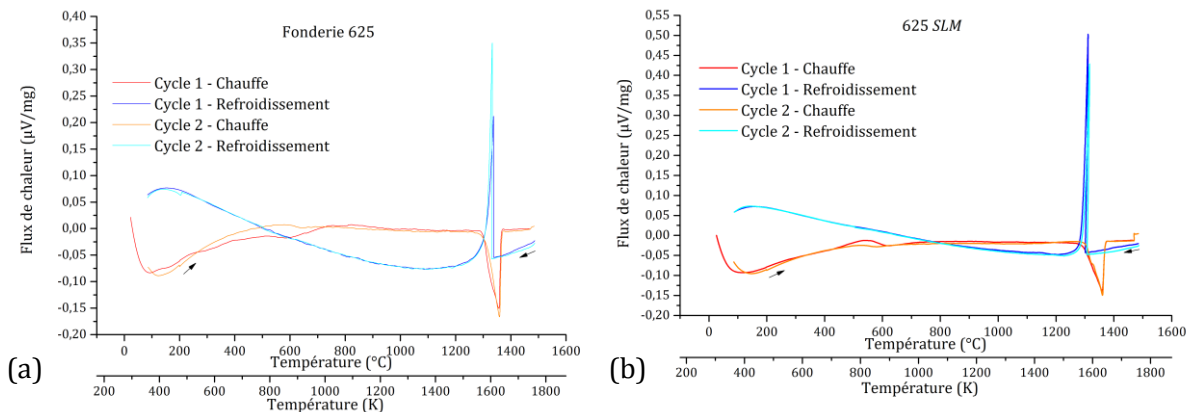 Fonderie 625
Cycle 1 - Chauffe
Cycle 1 - Refroidissement
Cycle 2 - Chauffe
Cycle 2 - Refroidissement
Flux de chaleur (µV/mg)
0,40
0,35
0,30
0,25
0,20
0,15
0,10
0,05
0,00
-0,05
-0,10
-0,15
-0,20
0 200 400 600 800 1000 1200 1400 1600
Température (°C)
200 400 600 800 1000 1200 1400 1600 1800
Température (K)
(a)
625 SLM
Cycle 1 - Chauffe
Cycle 1 - Refroidissement
Cycle 2 - Chauffe
Cycle 2 - Refroidissement
Flux de chaleur (µV/mg)
0,55
0,50
0,45
0,40
0,35
0,30
0,25
0,20
0,15
0,10
0,05
0,00
-0,05
-0,10
-0,15
-0,20
0 200 400 600 800 1000 1200 1400 1600
Température (°C)
200 400 600 800 1000 1200 1400 1600 1800
Température (K)
(b)